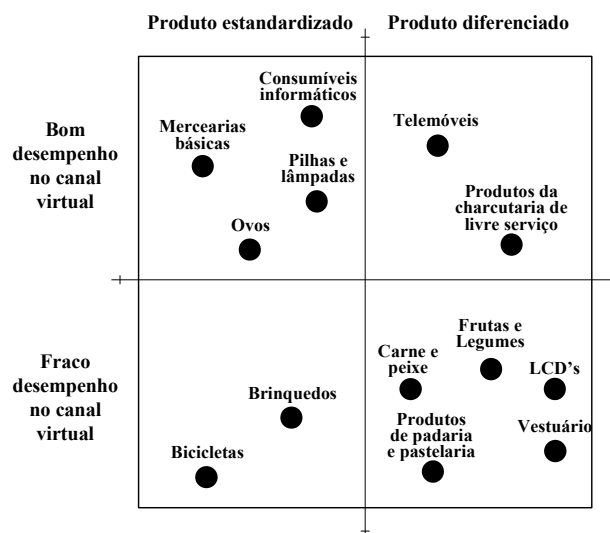 Produto estandardizado
Produto diferenciado
Bom
desempenho
no canal
virtual
Consumíveis
informáticos
Mercearias
básicas
Pilhas e
lâmpadas
Ovos
Telemóveis
Produtos da
charcutaria de
livre serviço
Fraco
desempenho
no canal
virtual
Brinquedos
Bicicletas
Frutas e
Legumes
Carne e
peixe
LCD's
Produtos
de padaria
e pastelaria
Vestuário